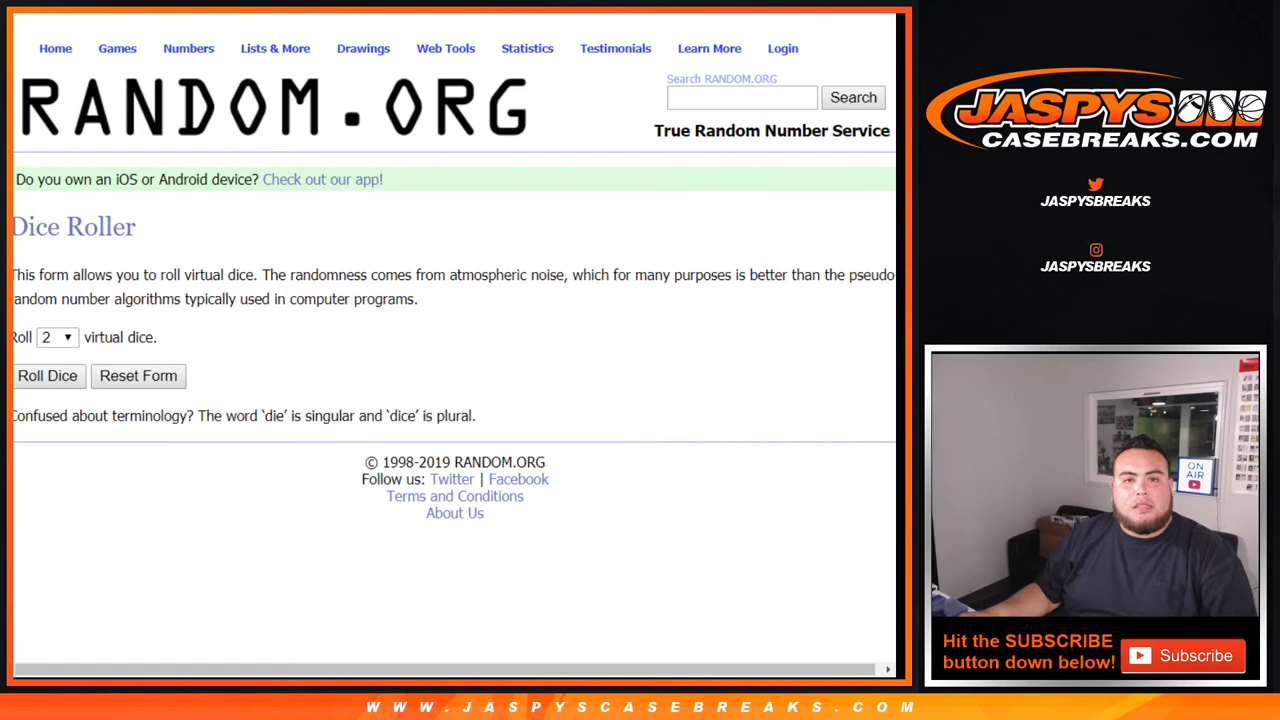 Home Games Numbers Lists & More Drawings Web Tools Statistics Testimonials Learn More Login
RANDOM.ORG
Search RANDOM.ORG
Search
True Random Number Service
Do you own an iOS or Android device? Check out our app!
Dice Roller
This form allows you to roll virtual dice. The randomness comes from atmospheric noise, which for many purposes is better than the pseudo-
random number algorithms typically used in computer programs.
Roll 2 virtual dice.
Roll Dice Reset Form
Confused about terminology? The word ‘die’ is singular and ‘dice’ is plural.
© 1998-2019 RANDOM.ORG
Follow us: Twitter | Facebook
Terms and Conditions
About Us
JASPYS
CASEBREAKS.COM
JASPYSBREAKS
JASPYSBREAKS
ON
AIR
Hit the SUBSCRIBE
button down below!
Subscribe
WWW.JASPYSCASEBREAKS.COM